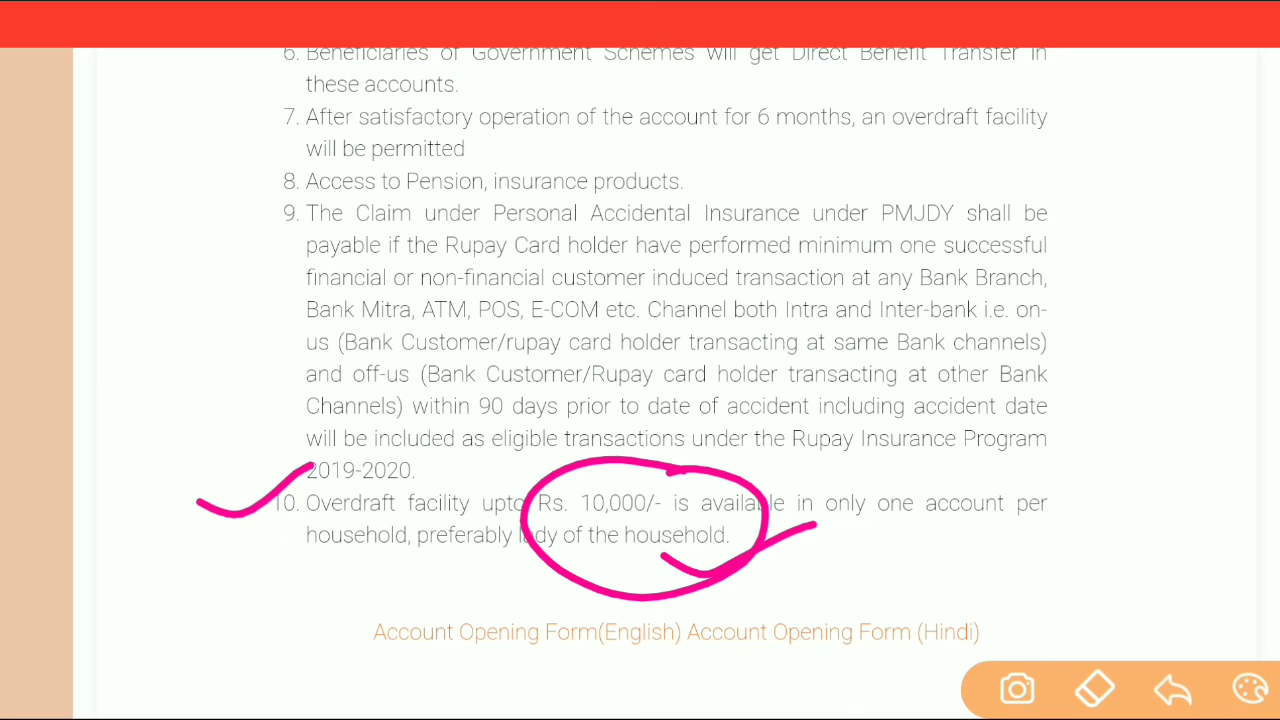 6. Beneficiaries of Government Schemes will get Direct Benefit Transfer in
these accounts.
7. After satisfactory operation of the account for 6 months, an overdraft facility
will be permitted
8. Access to Pension, insurance products.
9. The Claim under Personal Accidental Insurance under PMJDY shall be
payable if the Rupay Card holder have performed minimum one successful
financial or non-financial customer induced transaction at any Bank Branch,
Bank Mitra, ATM, POS, E-COM etc. Channel both Intra and Inter-bank i.e. on-
us (Bank Customer/rupay card holder transacting at same Bank channels)
and off-us (Bank Customer/Rupay card holder transacting at other Bank
Channels) within 90 days prior to date of accident including accident date
will be included as eligible transactions under the Rupay Insurance Program
2019-2020.
10. Overdraft facility upto Rs. 10,000/- is available in only one account per
household, preferably lady of the household.
Account Opening Form(English) Account Opening Form (Hindi)